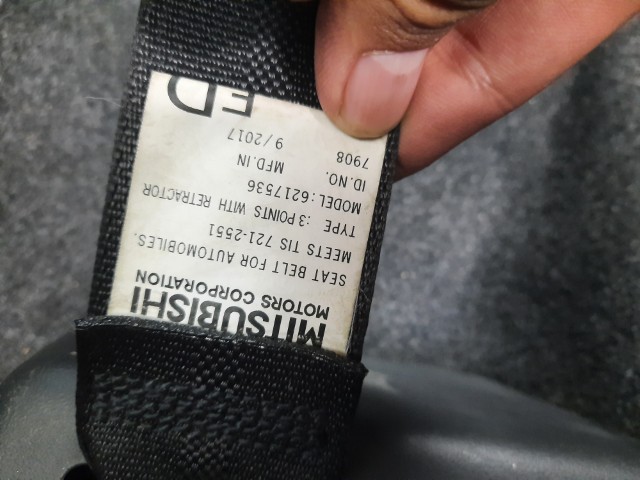 MITSUBISHI
MOTORS CORPORATION
SEAT BELT FOR AUTOMOBILES.
MEETS TIS 721-2551
TYPE :3 POINTS WITH RETRACTOR
MODEL:6217536
ID.NO. MFD.IN
7908 9/2017
ED